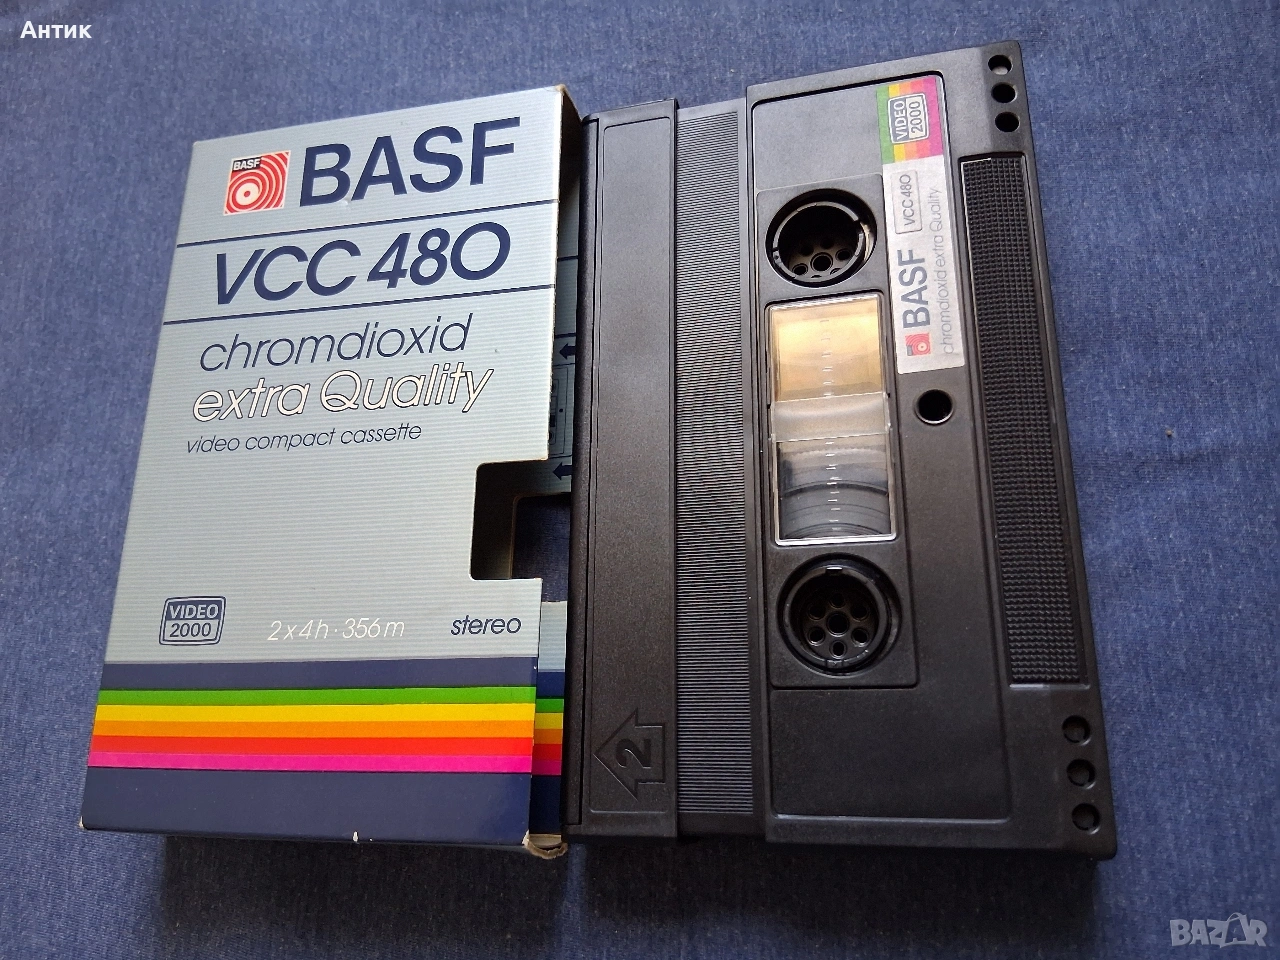 Антик
BASF
BASF
VCC 480
chromdioxid
extra Quality
video compact cassette
VIDEO
2000
2x4h·356m
stereo
2
VIDEO
2000
BASF
VCC 480
chromdioxid extra Quality
BAZAR